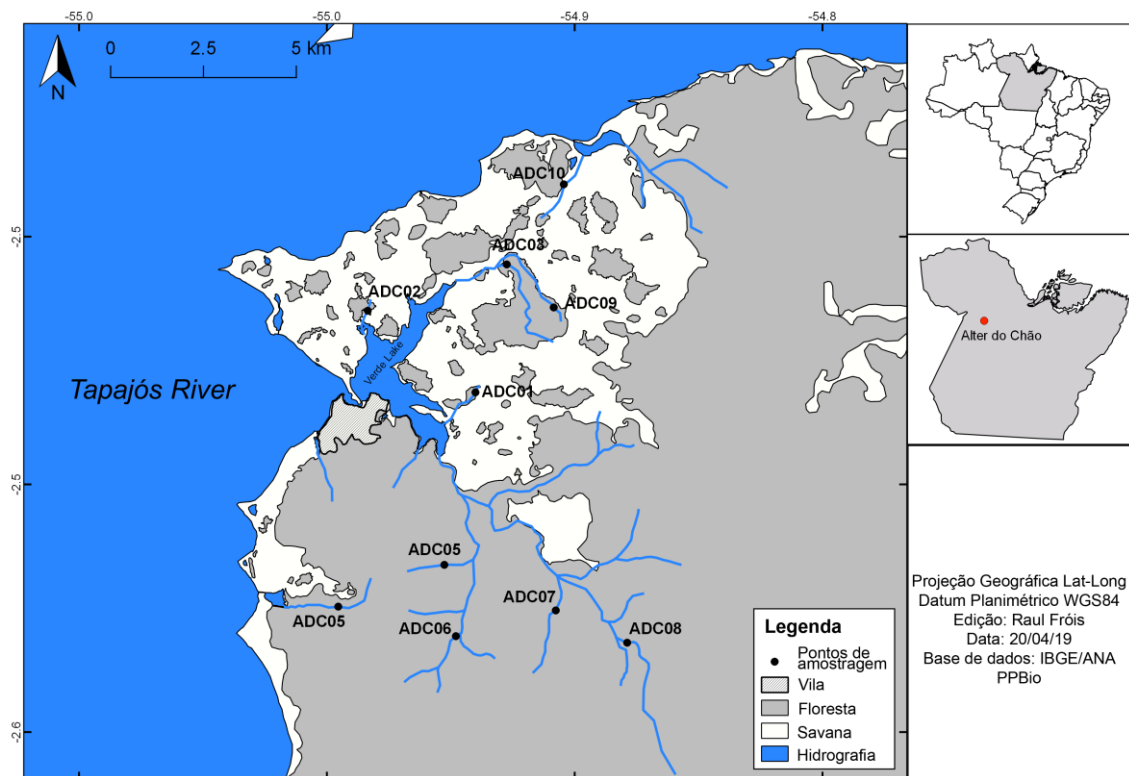 -55.0
-55.0
-54.9
-54.8
0
2.5
5 km
N
ADC10
-2.5
ADC03
ADC02
ADC09
Verde Lake
Tapajós River
ADC01
-2.5
ADC05
ADC05
ADC07
ADC06
ADC08
-2.6
Legenda
Pontos de
amostragem
Vila
Floresta
Savana
Hidrografia
Alter do Chão
Projeção Geográfica Lat-Long
Datum Planimétrico WGS84
Edição: Raul Fróis
Data: 20/04/19
Base de dados: IBGE/ANA
PPBio